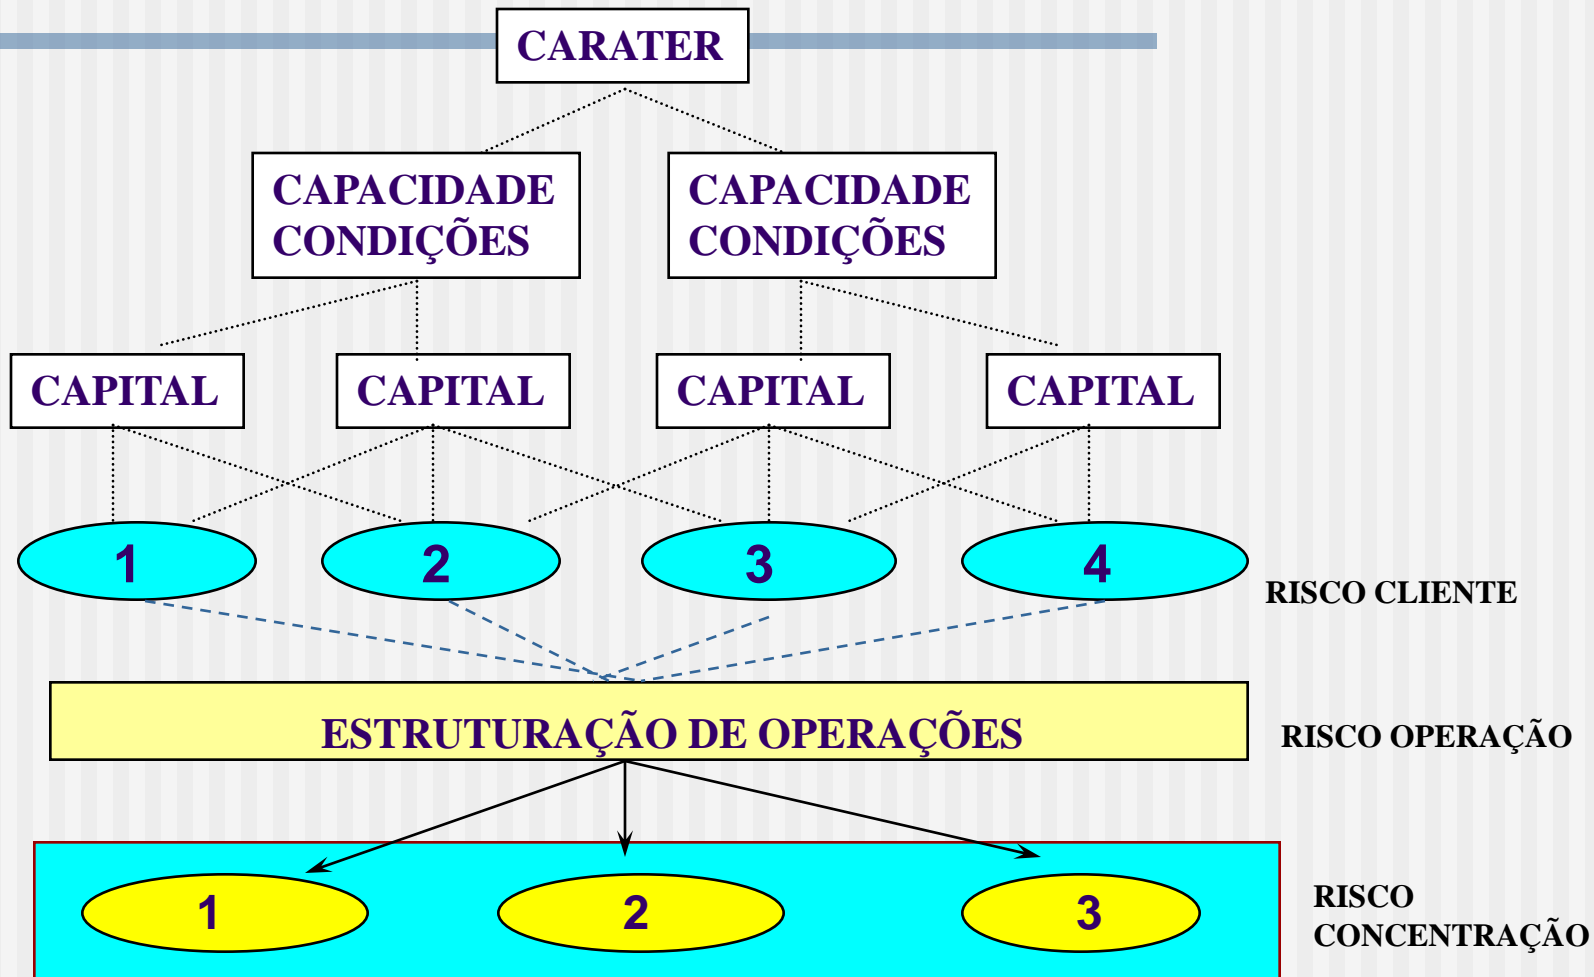 CARATER
CAPACIDADE
CONDIÇÕES
CAPACIDADE
CONDIÇÕES
CAPITAL
CAPITAL
CAPITAL
CAPITAL
1
2
3
4
RISCO CLIENTE
ESTRUTURAÇÃO DE OPERAÇÕES
RISCO OPERAÇÃO
1
2
3
RISCO
CONCENTRAÇÃO